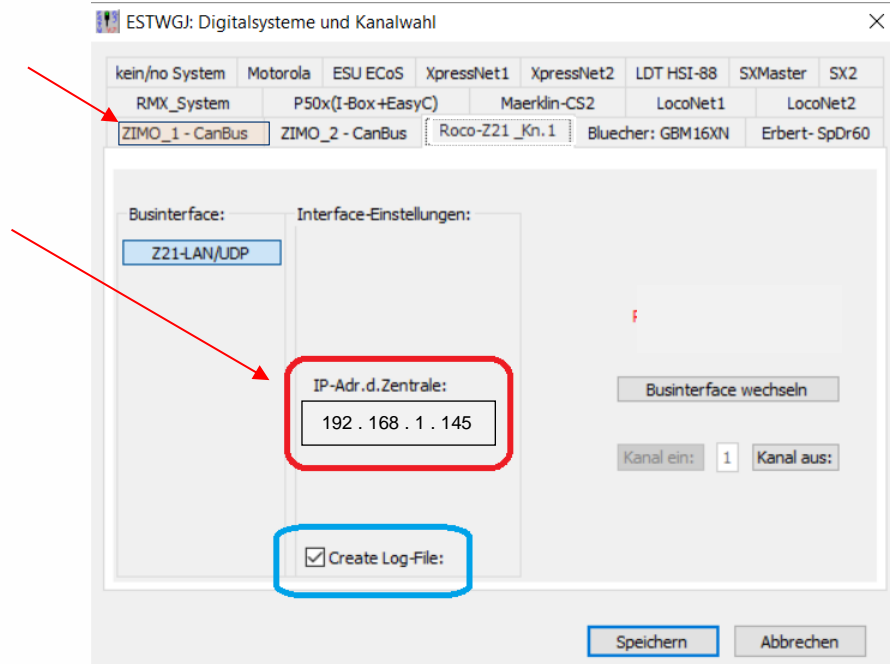 ESTWGJ: Digitalsysteme und Kanalwahl
kein/no System Motorola ESU ECoS XpressNet1 XpressNet2 LDT HSI-88 SXMaster SX2
RMX_System P50x(I-Box+EasyC) Maerklin-CS2 LocoNet1 LocoNet2
ZIMO_1 - CanBus ZIMO_2 - CanBus Roco-Z21 _Kn.1 Bluecher: GBM16XN Erbert- SpDr60
Businterface: Interface-Einstellungen:
Z21-LAN/UDP
IP-Adr.d.Zentrale:
Businterface wechseln
192 . 168 . 1 . 145
Kanal ein: 1 Kanal aus:
Create Log-File:
Speichern Abbrechen